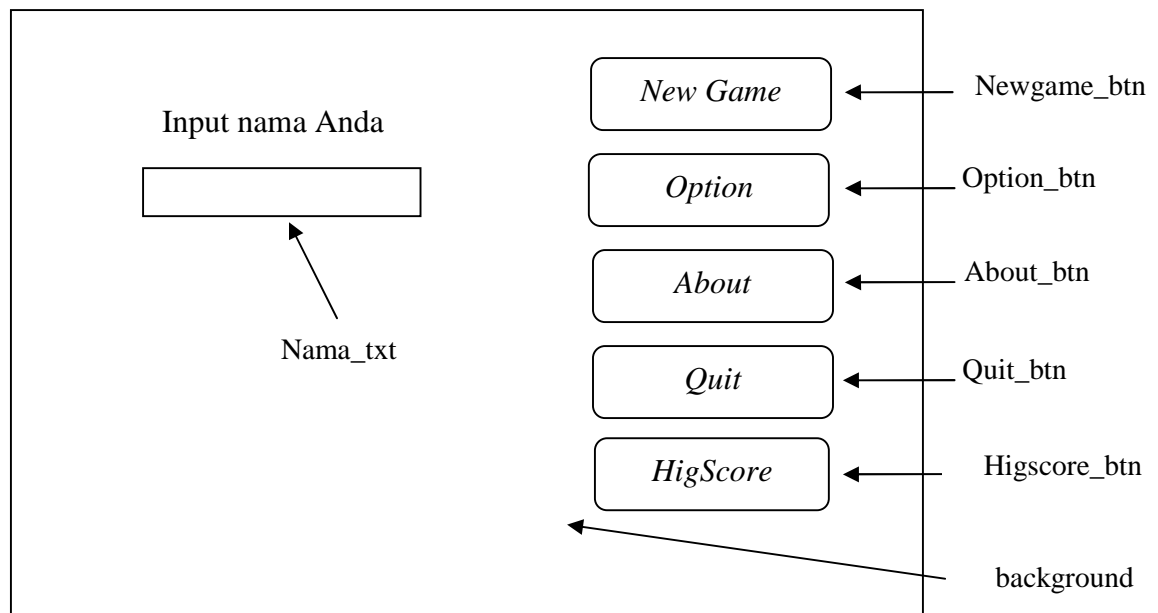 New Game
Newgame_btn
Input nama Anda
Option
Option_btn
About
About_btn
Nama_txt
Quit
Quit_btn
HigScore
Higscore_btn
background